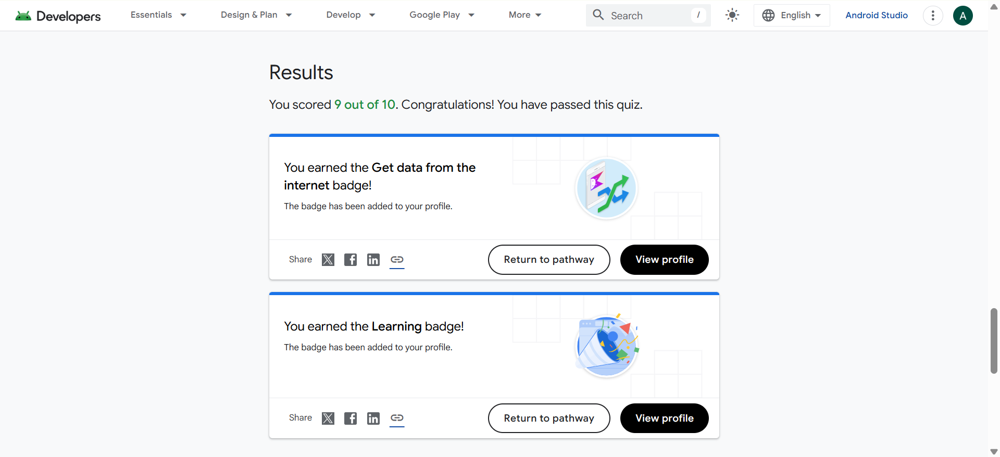 Developers Essentials Design & Plan Develop Google Play More Search / English Android Studio A
Results
You scored 9 out of 10. Congratulations! You have passed this quiz.
You earned the Get data from the
internet badge!
The badge has been added to your profile.
Share Return to pathway View profile
You earned the Learning badge!
The badge has been added to your profile.
Share Return to pathway View profile